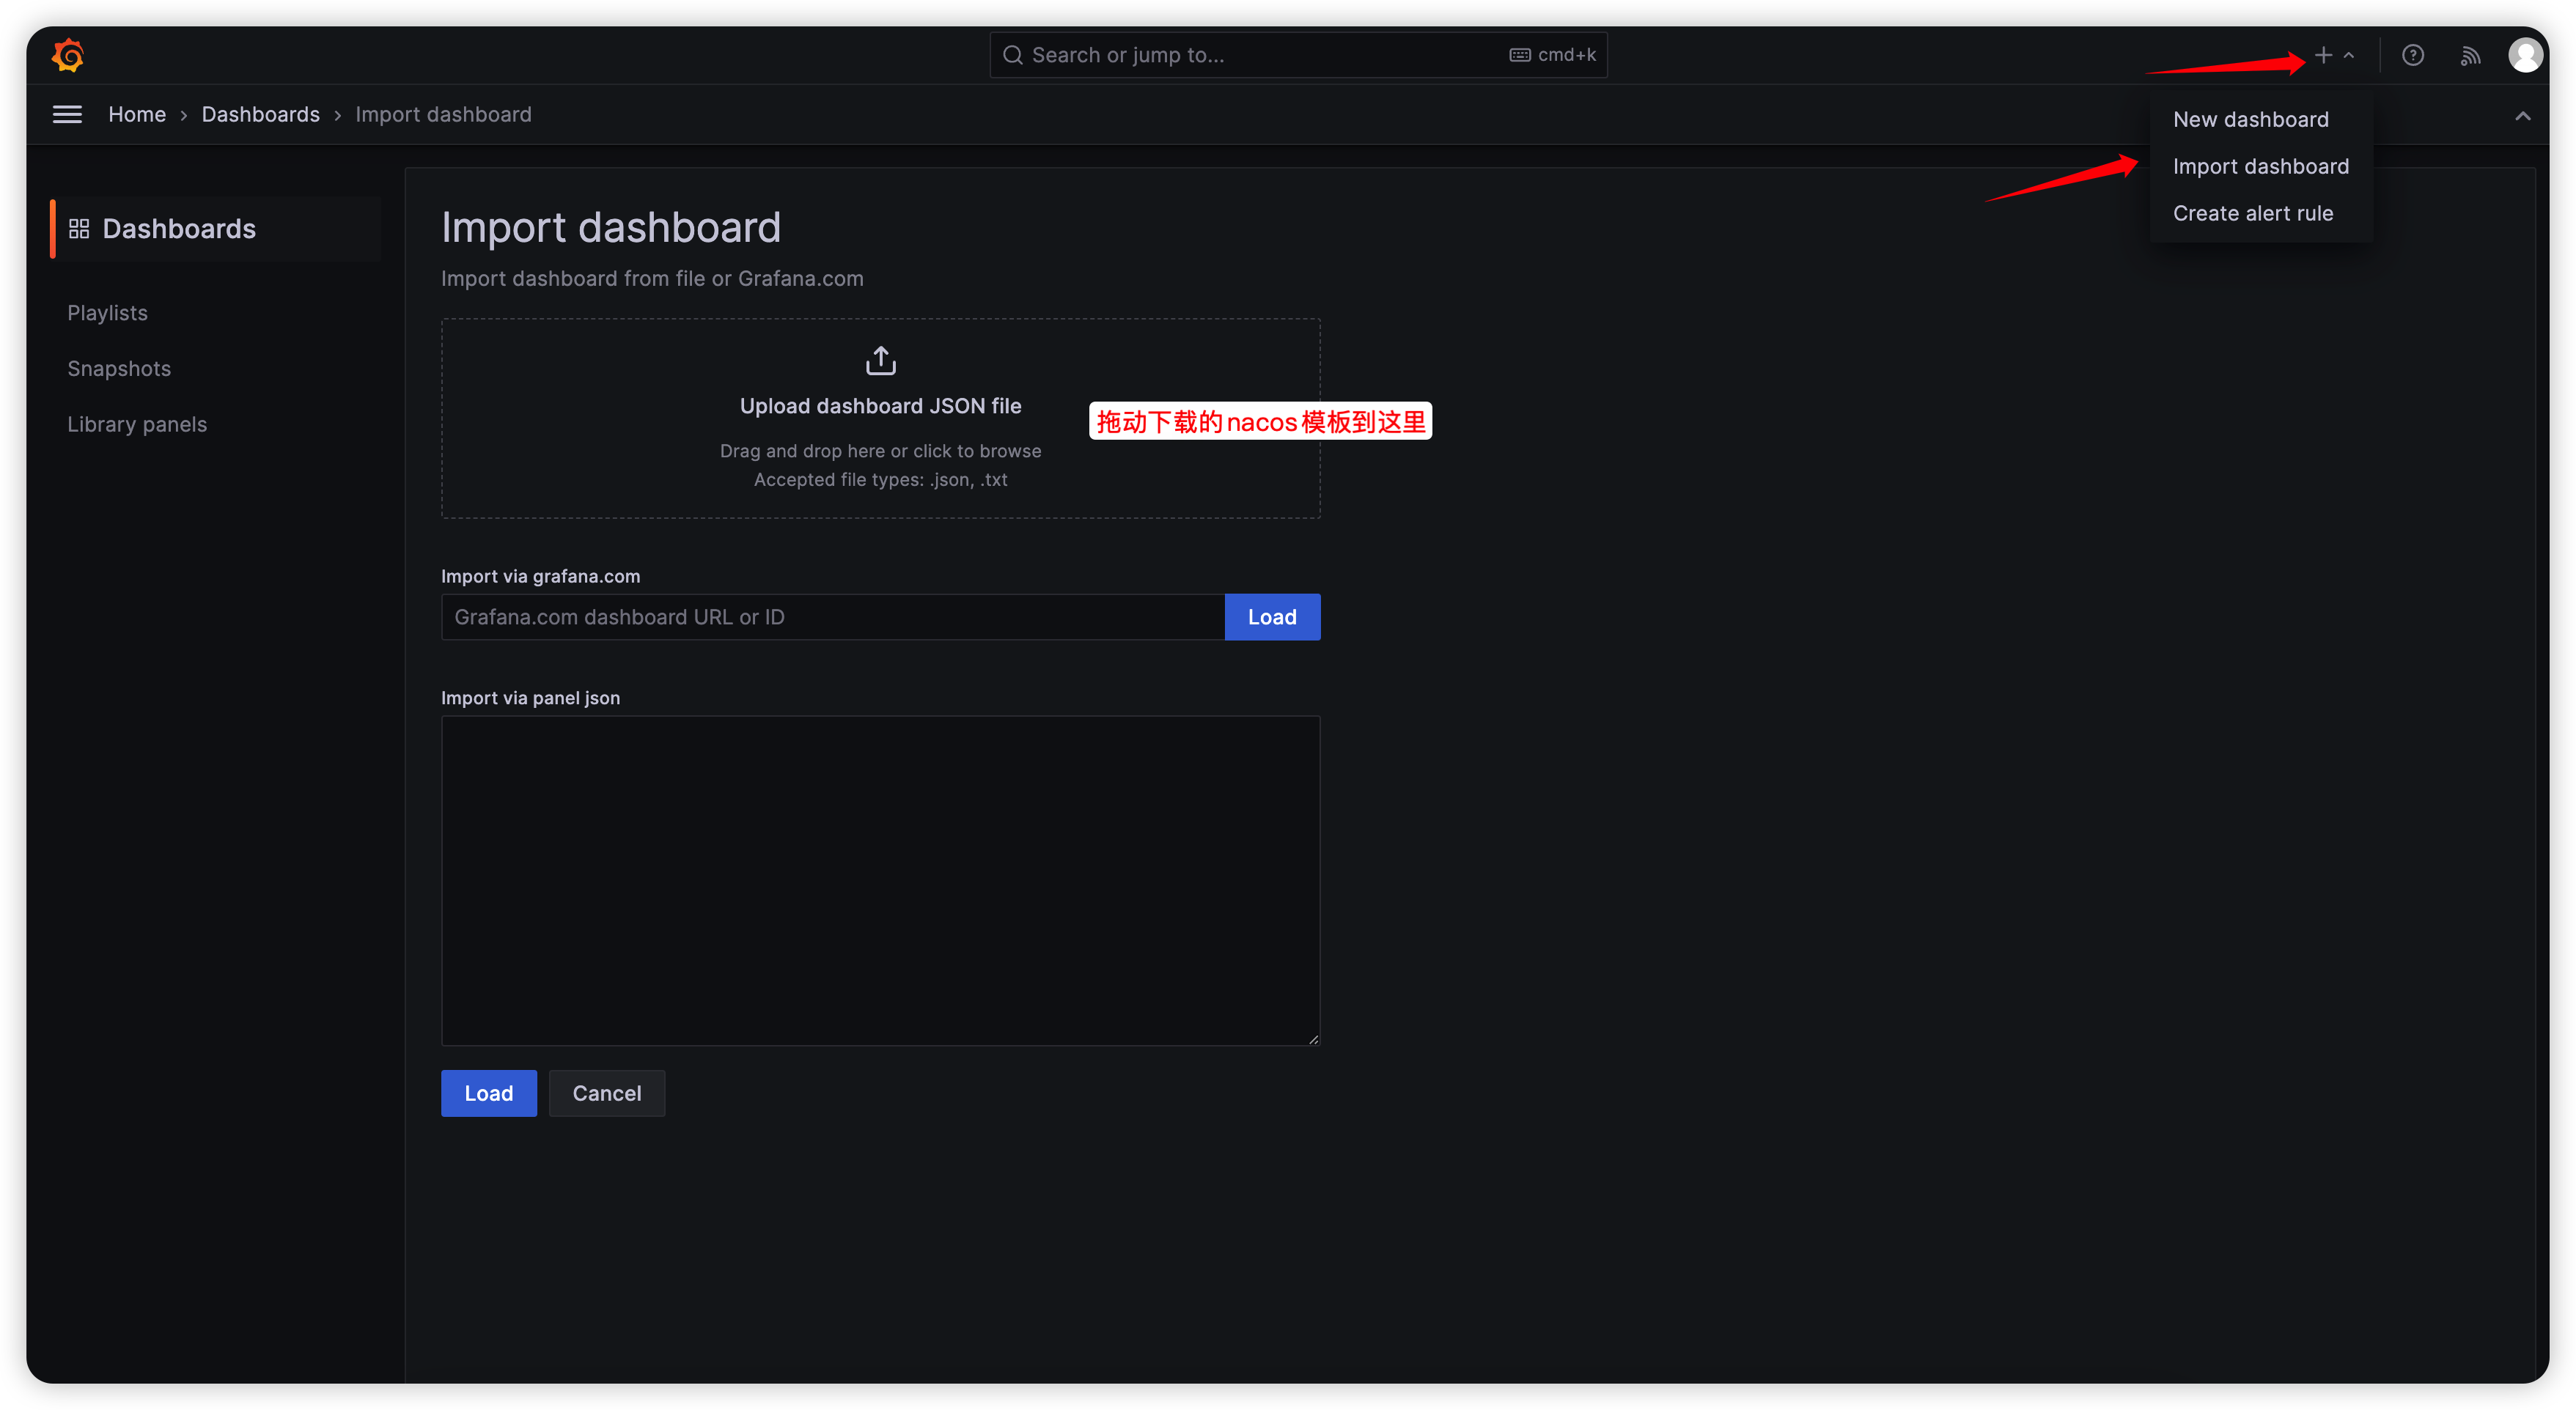 Search or jump to...
cmd+k
Home › Dashboards › Import dashboard
New dashboard
Import dashboard
Create alert rule
Dashboards
Playlists
Snapshots
Library panels
Import dashboard
Import dashboard from file or Grafana.com
Upload dashboard JSON file
拖动下载的nacos模板到这里
Drag and drop here or click to browse
Accepted file types: .json, .txt
Import via grafana.com
Grafana.com dashboard URL or ID
Load
Import via panel json
Load
Cancel